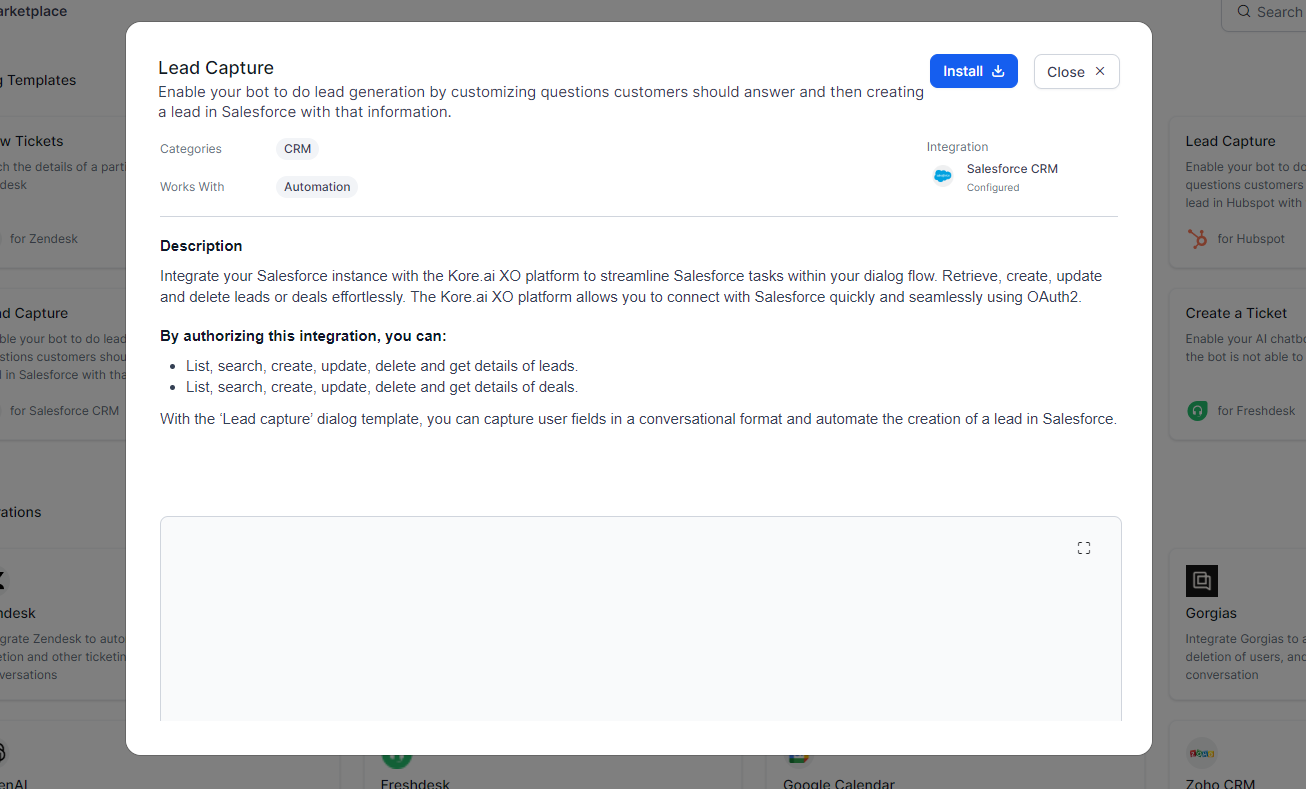 arketplace
Search
g Templates
w Tickets
ch the details of a parti
desk
for Zendesk
d Capture
ble your bot to do lead
stions customers shou
l in Salesforce with tha
for Salesforce CRM
ations
ndesk
grate Zendesk to auto
etion and other ticketin
versations
enAI
Lead Capture
Install
Close
Enable your bot to do lead generation by customizing questions customers should answer and then creating
a lead in Salesforce with that information.
Categories
CRM
Works With
Automation
Integration
Salesforce CRM
Configured
Description
Integrate your Salesforce instance with the Kore.ai XO platform to streamline Salesforce tasks within your dialog flow. Retrieve, create, update
and delete leads or deals effortlessly. The Kore.ai XO platform allows you to connect with Salesforce quickly and seamlessly using OAuth2.
By authorizing this integration, you can:
• List, search, create, update, delete and get details of leads.
• List, search, create, update, delete and get details of deals.
With the ‘Lead capture’ dialog template, you can capture user fields in a conversational format and automate the creation of a lead in Salesforce.
Freshdesk
Google Calendar
Lead Capture
Enable your bot to do
questions customers
lead in Hubspot with
for Hubspot
Create a Ticket
Enable your AI chatbo
the bot is not able to
for Freshdesk
Gorgias
Integrate Gorgias to a
deletion of users, and
conversation
ZOHO
Zoho CRM